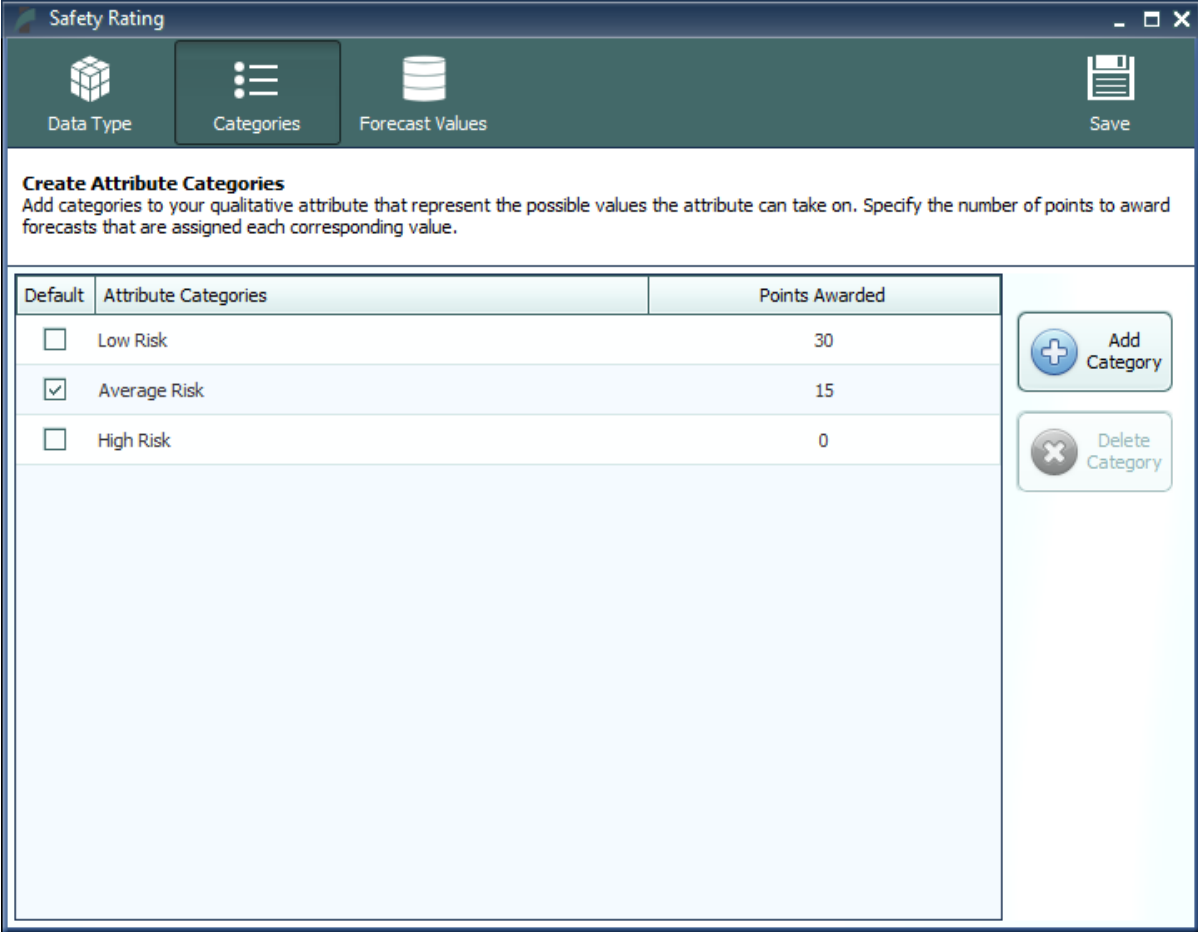 Safety Rating
Data Type Categories Forecast Values Save
Create Attribute Categories
Add categories to your qualitative attribute that represent the possible values the attribute can take on. Specify the number of points to award
forecasts that are assigned each corresponding value.
Default Attribute Categories Points Awarded
Low Risk 30
Average Risk 15
High Risk 0
Add
Category
Delete
Category